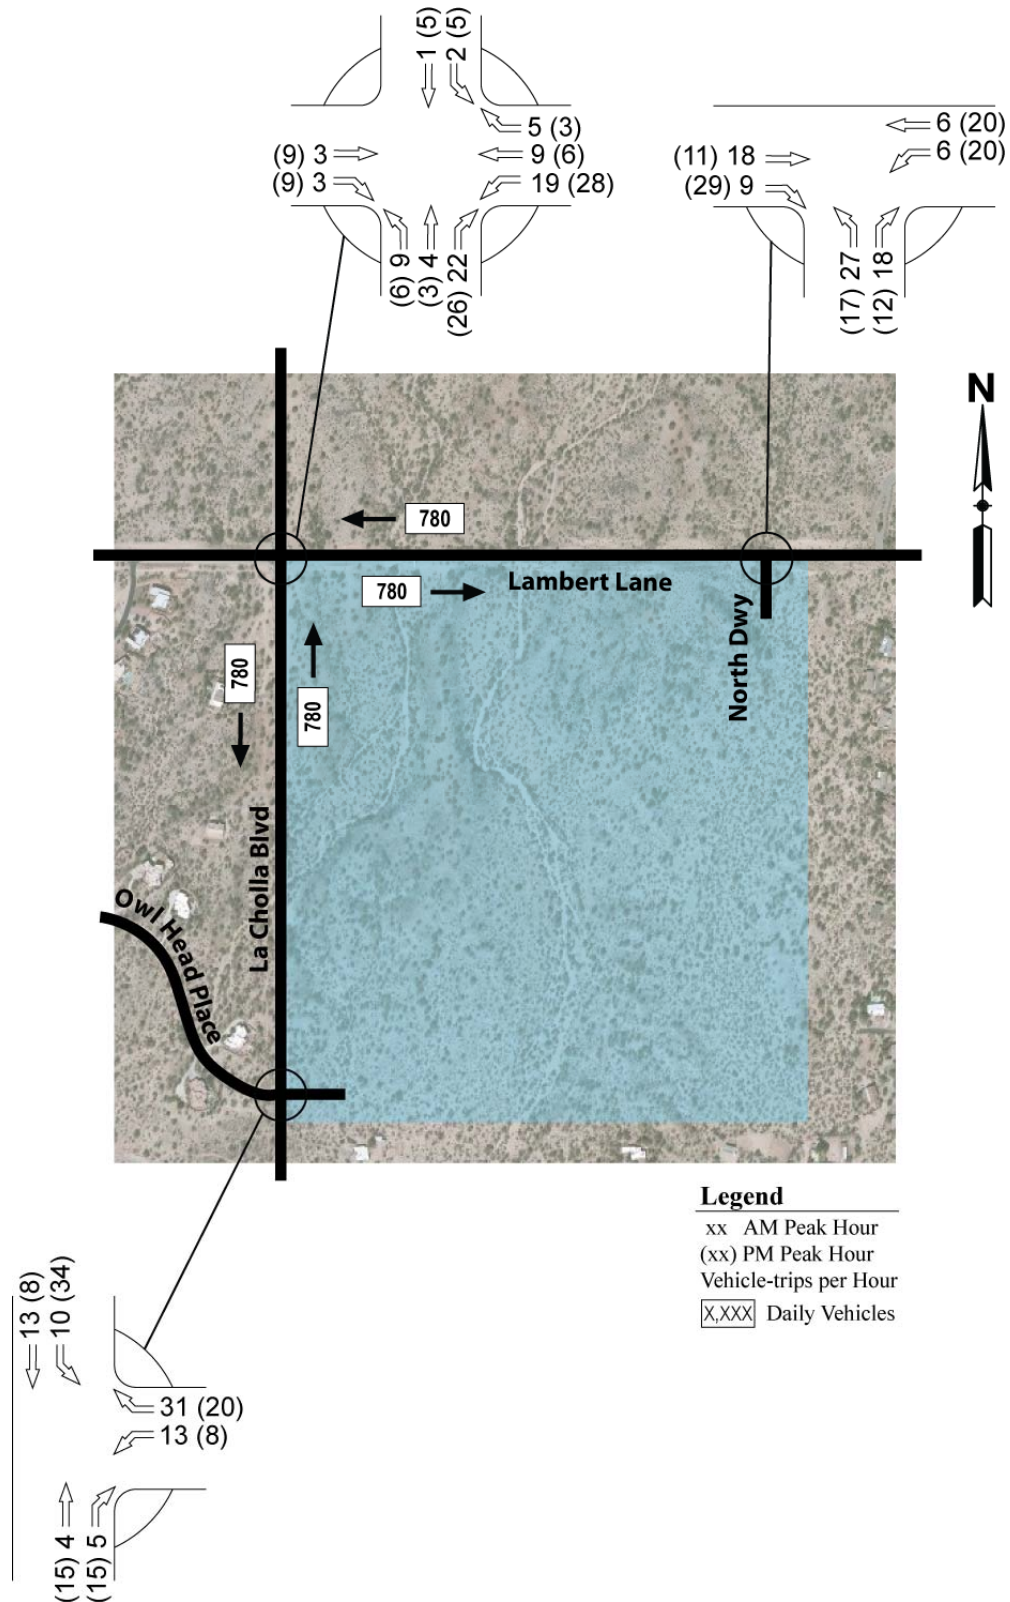 1 (5)
2 (5)
5 (3)
9 (6)
19 (28)
(9) 3
(9) 3
(6) 9
(3) 4
(26) 22
6 (20)
6 (20)
(11) 18
(29) 9
(17) 27
(12) 18
N
780
780
Lambert Lane
North Dwy
780
780
La Cholla Blvd
Owl Head Place
Legend
xx AM Peak Hour
(xx) PM Peak Hour
Vehicle-trips per Hour
X,XXX Daily Vehicles
13 (8)
10 (34)
31 (20)
13 (8)
(15) 4
(15) 5